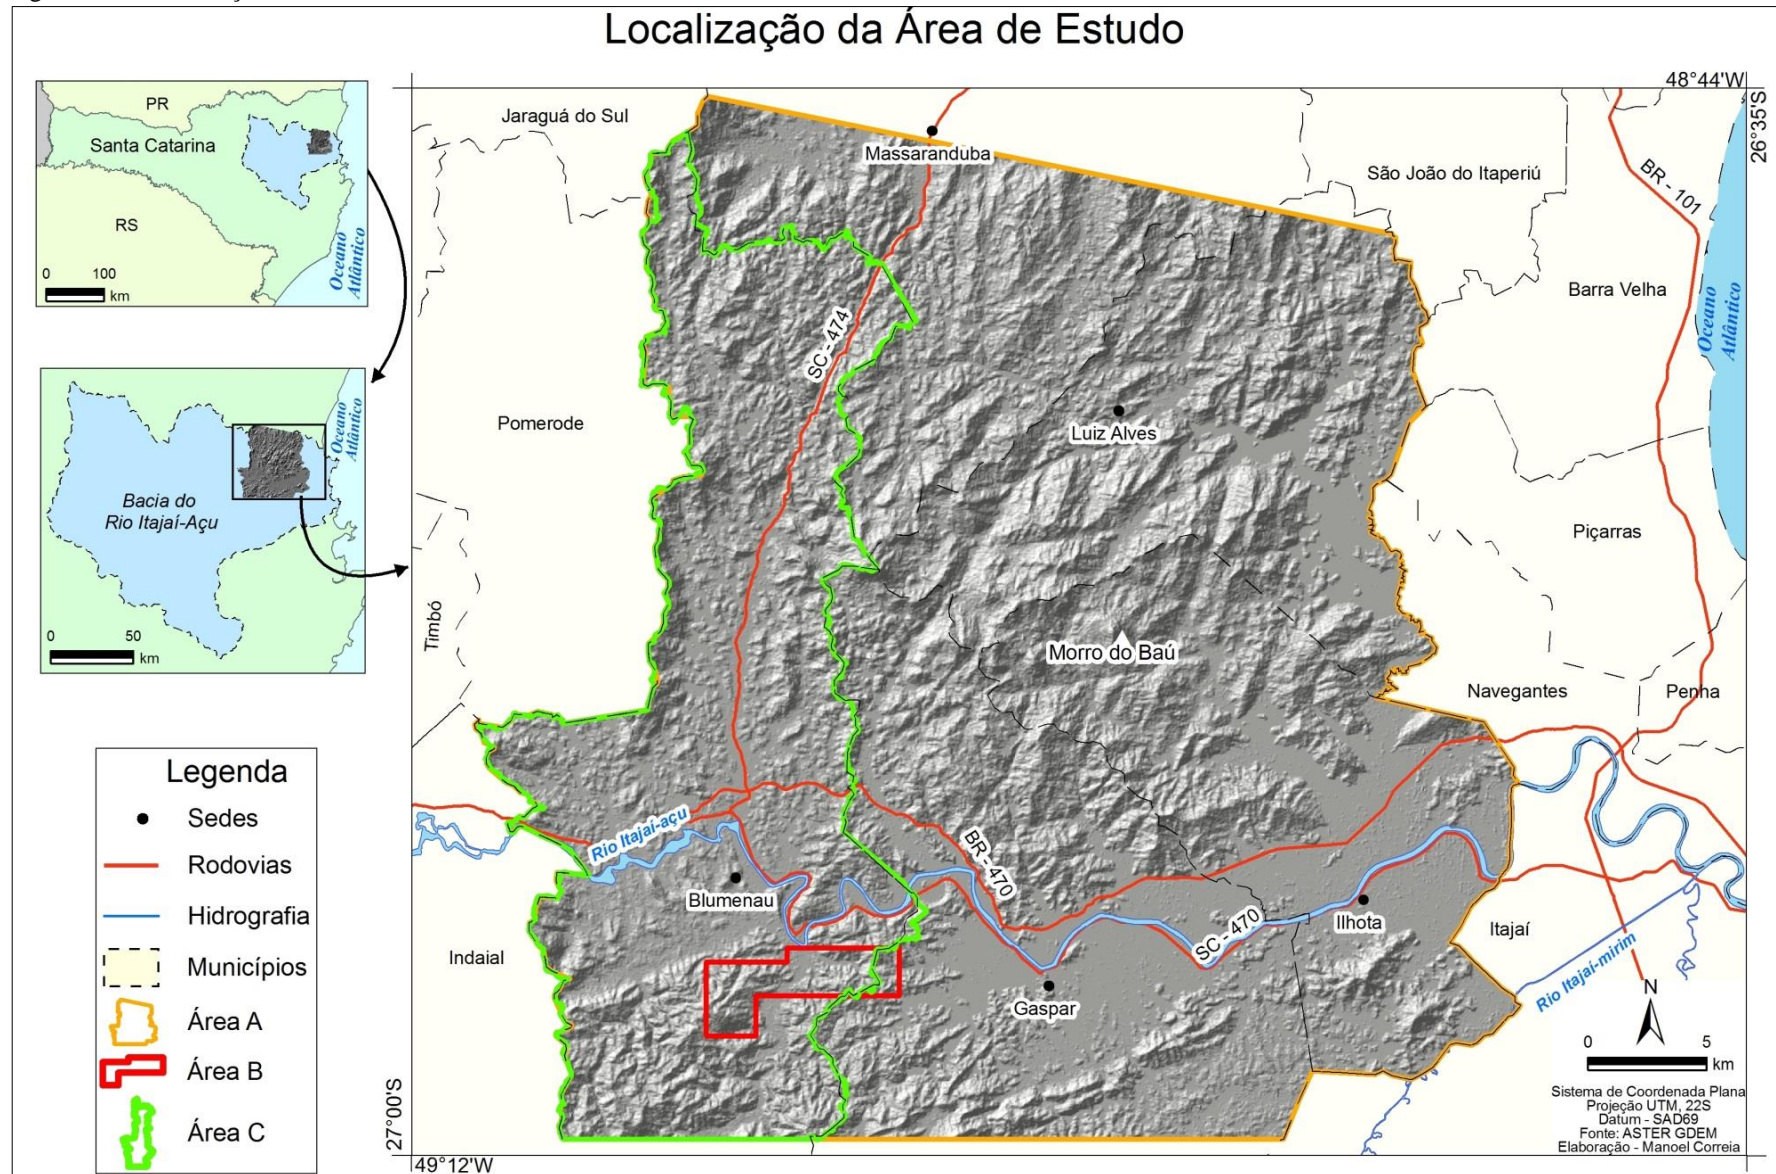 Localização da Área de Estudo
PR
Santa Catarina
RS
Oceano
Atlântico
0 100
km
Bacia do
Rio Itajaí-Açu
Oceano
Atlântico
0 50
km
Legenda
Sedes
Rodovias
Hidrografia
Municípios
Área A
Área B
Área C
48°44'W
26°35'S
Jaraguá do Sul
Massaranduba
São João do Itaperiú
BR - 101
Barra Velha
Oceano
Atlântico
SC - 474
Pomerode
Luiz Alves
Piçarras
Timbó
Morro do Baú
Navegantes
Penha
Rio Itajaí-açu
BR - 470
Blumenau
SC - 470
Ilhota
Itajaí
Indaial
Gaspar
Rio Itajaí-mirim
N
0 5
km
Sistema de Coordenada Plana
Projeção UTM, 22S
Datum - SAD69
Fonte: ASTER GDEM
Elaboração - Manoel Correia
27°00'S
49°12'W